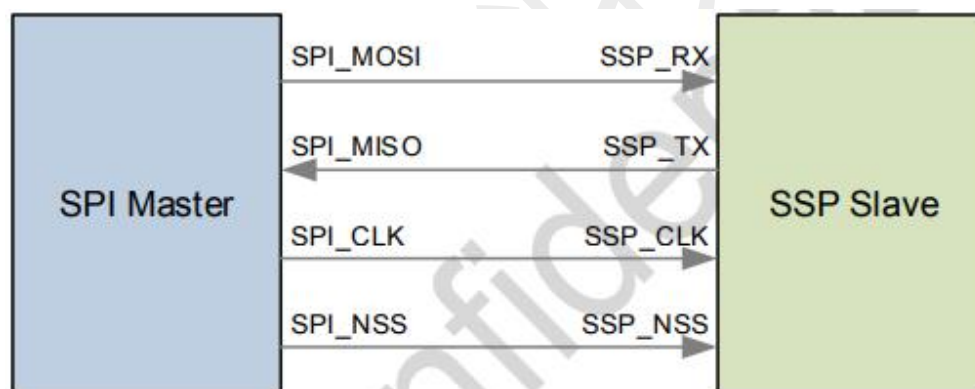 SPI_MOSI SSP_RX
SPI_MISO SSP_TX
SPI Master SSP Slave
SPI_CLK SSP_CLK
SPI_NSS SSP_NSS